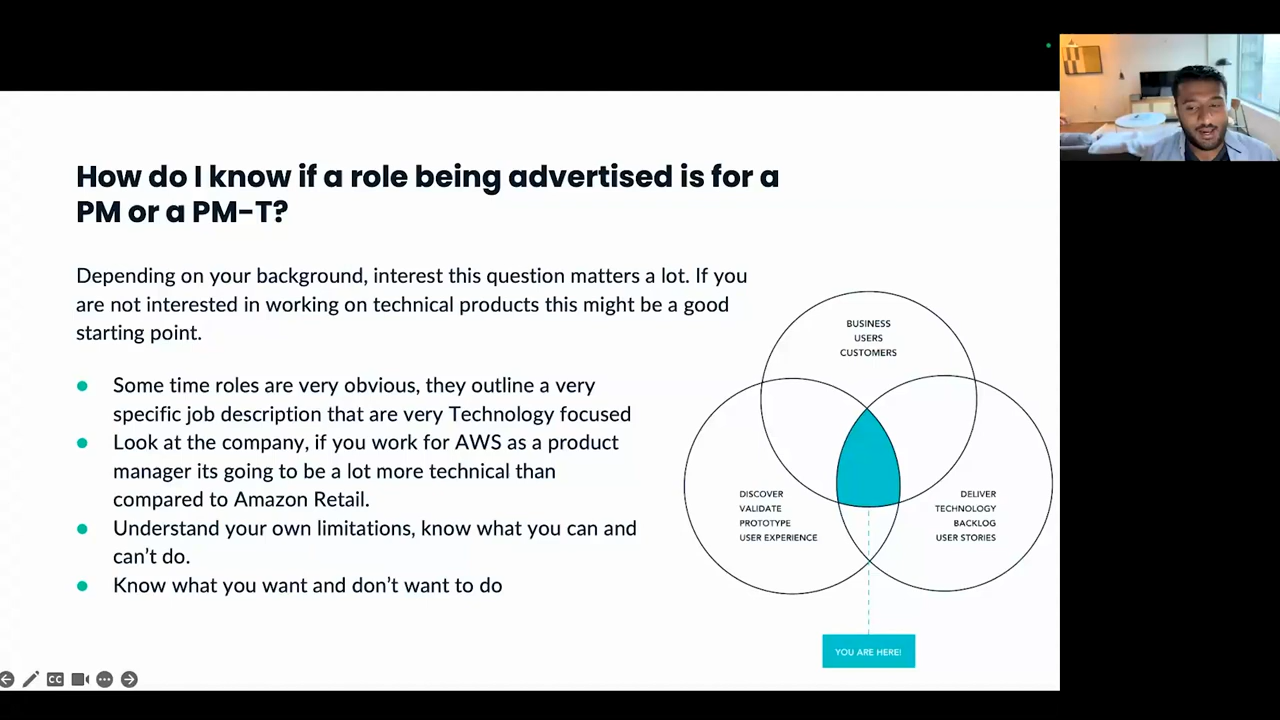 How do I know if a role being advertised is for a
PM or a PM-T?
Depending on your background, interest this question matters a lot. If you
are not interested in working on technical products this might be a good
starting point.
Some time roles are very obvious, they outline a very
specific job description that are very Technology focused
Look at the company, if you work for AWS as a product
manager its going to be a lot more technical than
compared to Amazon Retail.
Understand your own limitations, know what you can and
can't do.
Know what you want and don't want to do
BUSINESS
USERS
CUSTOMERS
DISCOVER
VALIDATE
PROTOTYPE
USER EXPERIENCE
DELIVER
TECHNOLOGY
BACKLOG
USER STORIES
YOU ARE HERE!
CC